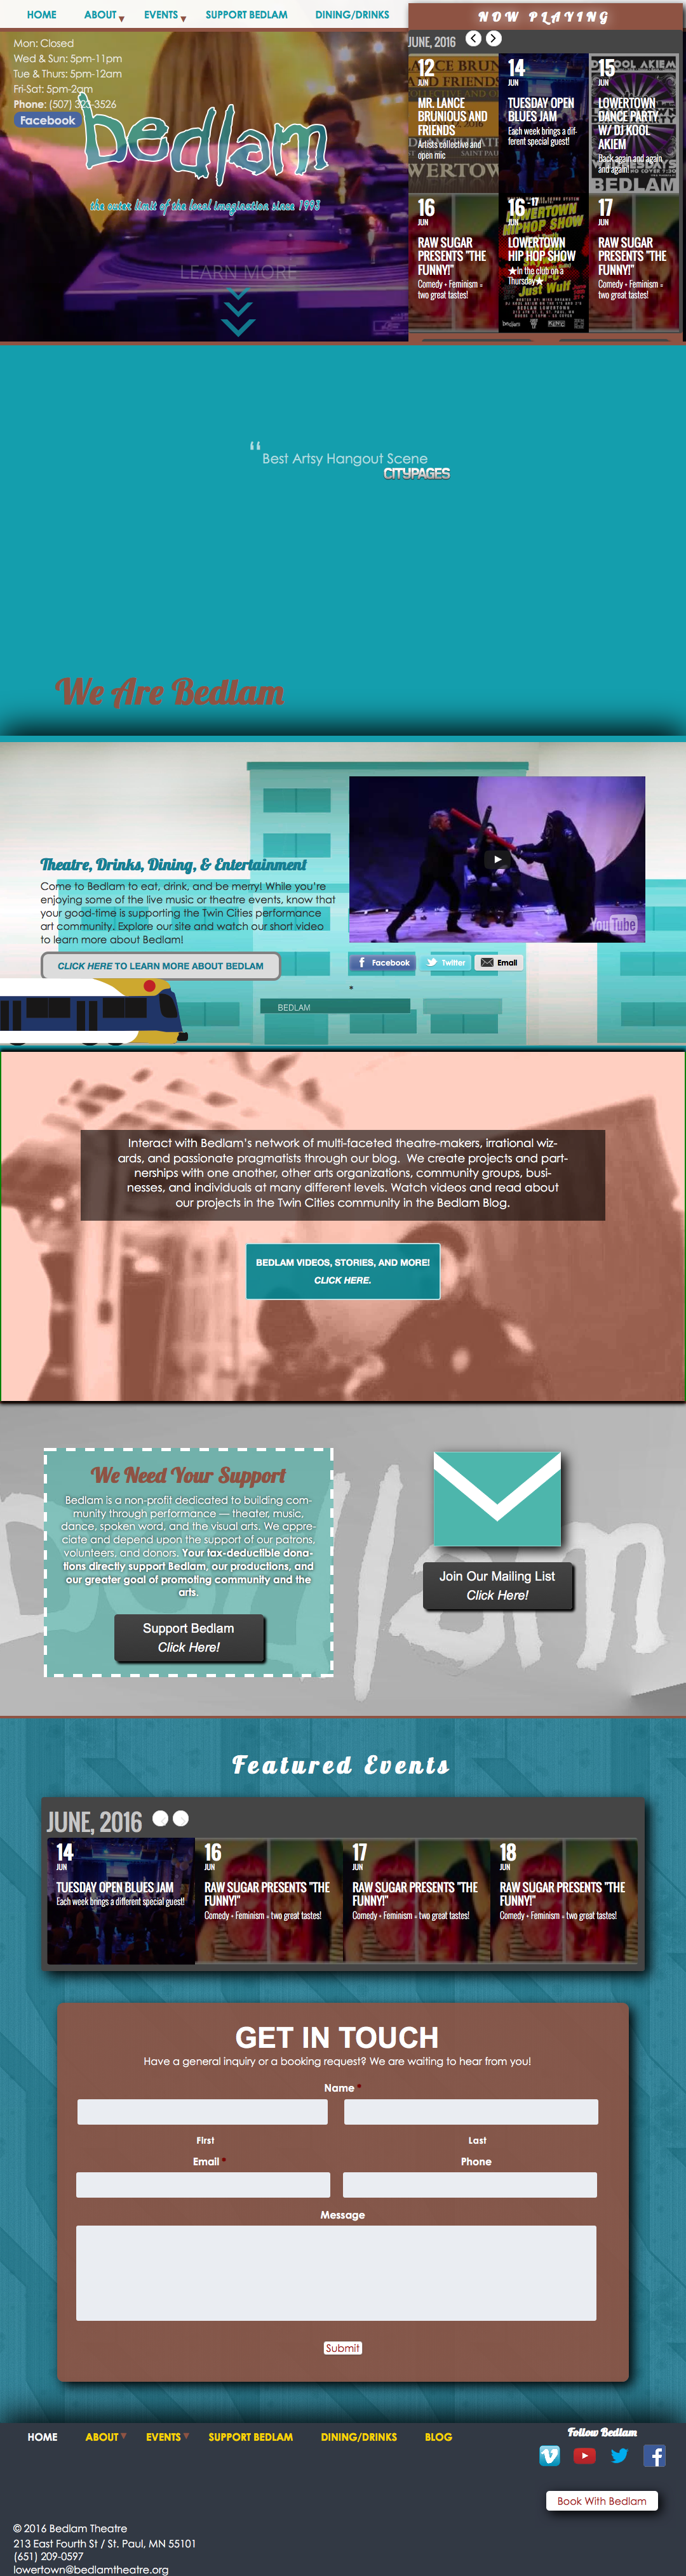 HOME ABOUT EVENTS SUPPORT BEDLAM DINING/DRINKS
NOW PLAYING
Mon: Closed
Wed & Sun: 5pm-11pm
Tue & Thurs: 5pm-12am
Fri-Sat: 5pm-2am
Phone: (507) 323-3526
Facebook
bedlam
the outer limit of the local imagination since 1993
LEARN MORE
JUNE, 2016
12
JUN
MR. LANCE
BRUNIOUS AND
FRIENDS
Artists collective and
open mic
14
JUN
TUESDAY OPEN
BLUES JAM
Each week brings a dif-
ferent special guest!
15
JUN
LOWERTOWN
DANCE PARTY
W/ DJ KOOL
AKIEM
Back again and again
and again!
BEDLAM
16
JUN
RAW SUGAR
PRESENTS "THE
FUNNY!"
Comedy + Feminism =
two great tastes!
16 -17
JUN
LOWERTOWN
HIP HOP SHOW
★In the club on a
Thursday★
Just Wulf
17
JUN
RAW SUGAR
PRESENTS "THE
FUNNY!"
Comedy + Feminism =
two great tastes!
“
Best Artsy Hangout Scene
CITYPAGES
We Are Bedlam
Theatre, Drinks, Dining, & Entertainment
Come to Bedlam to eat, drink, and be merry! While you're
enjoying some of the live music or theatre events, know that
your good-time is supporting the Twin Cities performance
art community. Explore our site and watch our short video
to learn more about Bedlam!
CLICK HERE TO LEARN MORE ABOUT BEDLAM
YouTube
Facebook Twitter Email
BEDLAM
Interact with Bedlam's network of multi-faceted theatre-makers, irrational wiz-
ards, and passionate pragmatists through our blog. We create projects and part-
nerships with one another, other arts organizations, community groups, busi-
nesses, and individuals at many different levels. Watch videos and read about
our projects in the Twin Cities community in the Bedlam Blog.
BEDLAM VIDEOS, STORIES, AND MORE!
CLICK HERE.
We Need Your Support
Bedlam is a non-profit dedicated to building com-
munity through performance — theater, music,
dance, spoken word, and the visual arts. We appre-
ciate and depend upon the support of our patrons,
volunteers, and donors. Your tax-deductible dona-
tions directly support Bedlam, our productions, and
our greater goal of promoting community and the
arts.
Support Bedlam
Click Here!
Join Our Mailing List
Click Here!
Featured Events
JUNE, 2016
14
JUN
TUESDAY OPEN BLUES JAM
Each week brings a different special guest!
16
JUN
RAW SUGAR PRESENTS "THE
FUNNY!"
Comedy + Feminism = two great tastes!
17
JUN
RAW SUGAR PRESENTS "THE
FUNNY!"
Comedy + Feminism = two great tastes!
18
JUN
RAW SUGAR PRESENTS "THE
FUNNY!"
Comedy + Feminism = two great tastes!
GET IN TOUCH
Have a general inquiry or a booking request? We are waiting to hear from you!
Name *
First Last
Email * Phone
Message
Submit
HOME ABOUT EVENTS SUPPORT BEDLAM DINING/DRINKS BLOG
Follow Bedlam
Book With Bedlam
© 2016 Bedlam Theatre
213 East Fourth St / St. Paul, MN 55101
(651) 209-0597
lowertown@bedlamtheatre.org